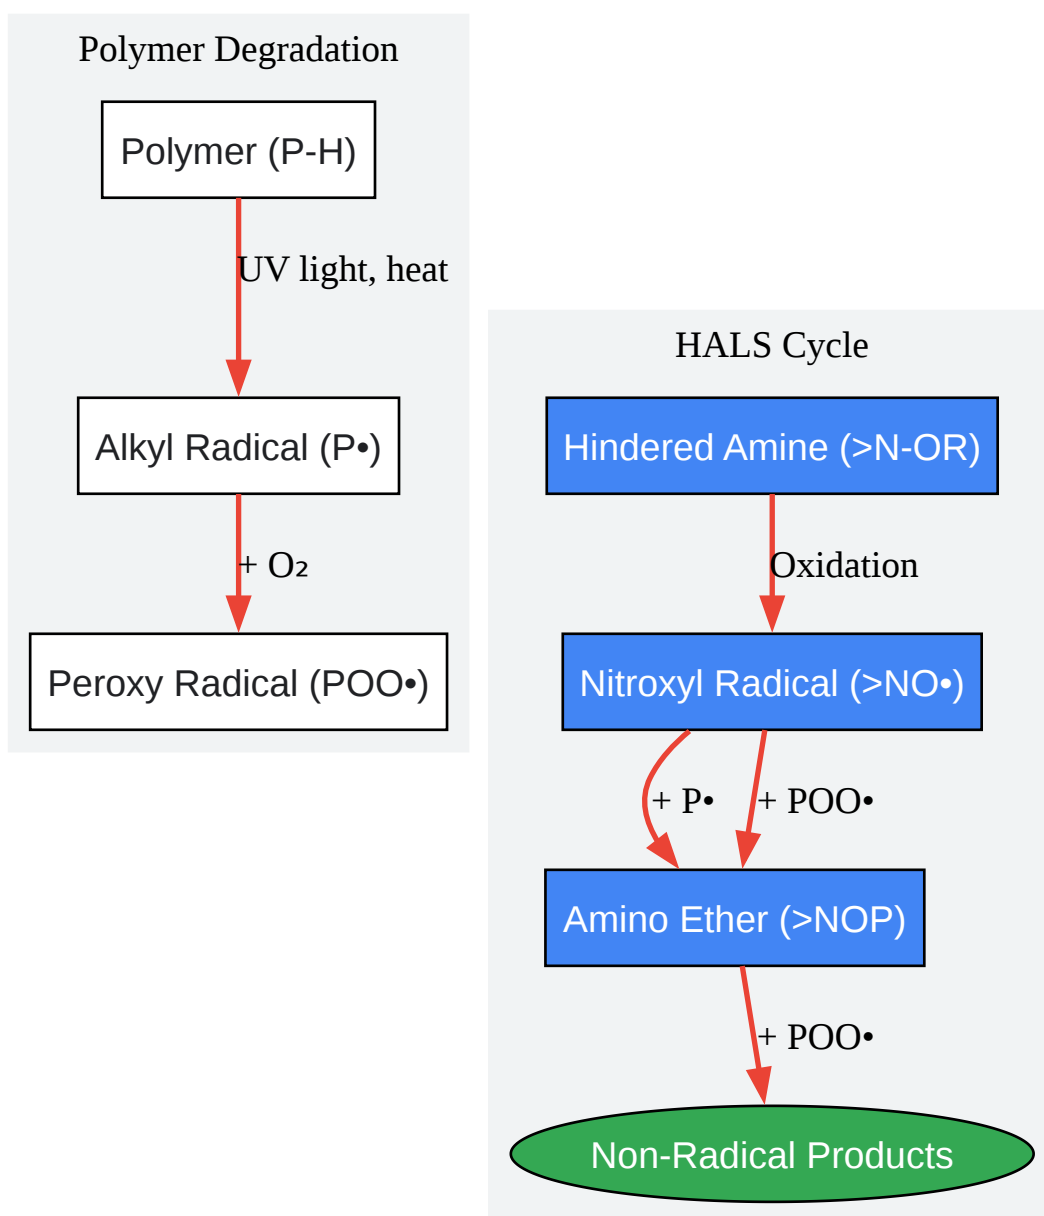 Polymer Degradation
Polymer (P-H)
UV light, heat
Alkyl Radical (P•)
+ O₂
Peroxy Radical (POO•)
HALS Cycle
Hindered Amine (>N-OR)
Oxidation
Nitroxyl Radical (>NO•)
+ P•
+ POO•
Amino Ether (>NOP)
+ POO•
Non-Radical Products